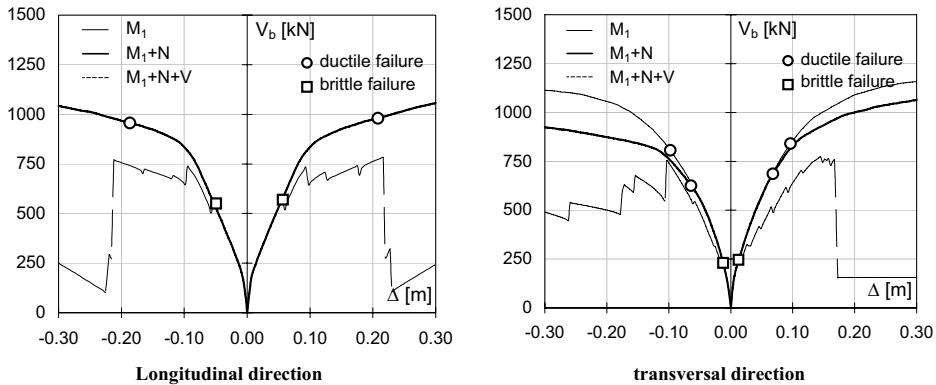 1500
1250
1000
750
500
250
0
M₁
M₁+N
M₁+N+V
V_b [kN]
ductile failure
brittle failure
Δ [m]
-0.30 -0.20 -0.10 0.00 0.10 0.20 0.30
Longitudinal direction
1500
1250
1000
750
500
250
0
M₁
M₁+N
M₁+N+V
V_b [kN]
ductile failure
brittle failure
Δ [m]
-0.30 -0.20 -0.10 0.00 0.10 0.20 0.30
transversal direction